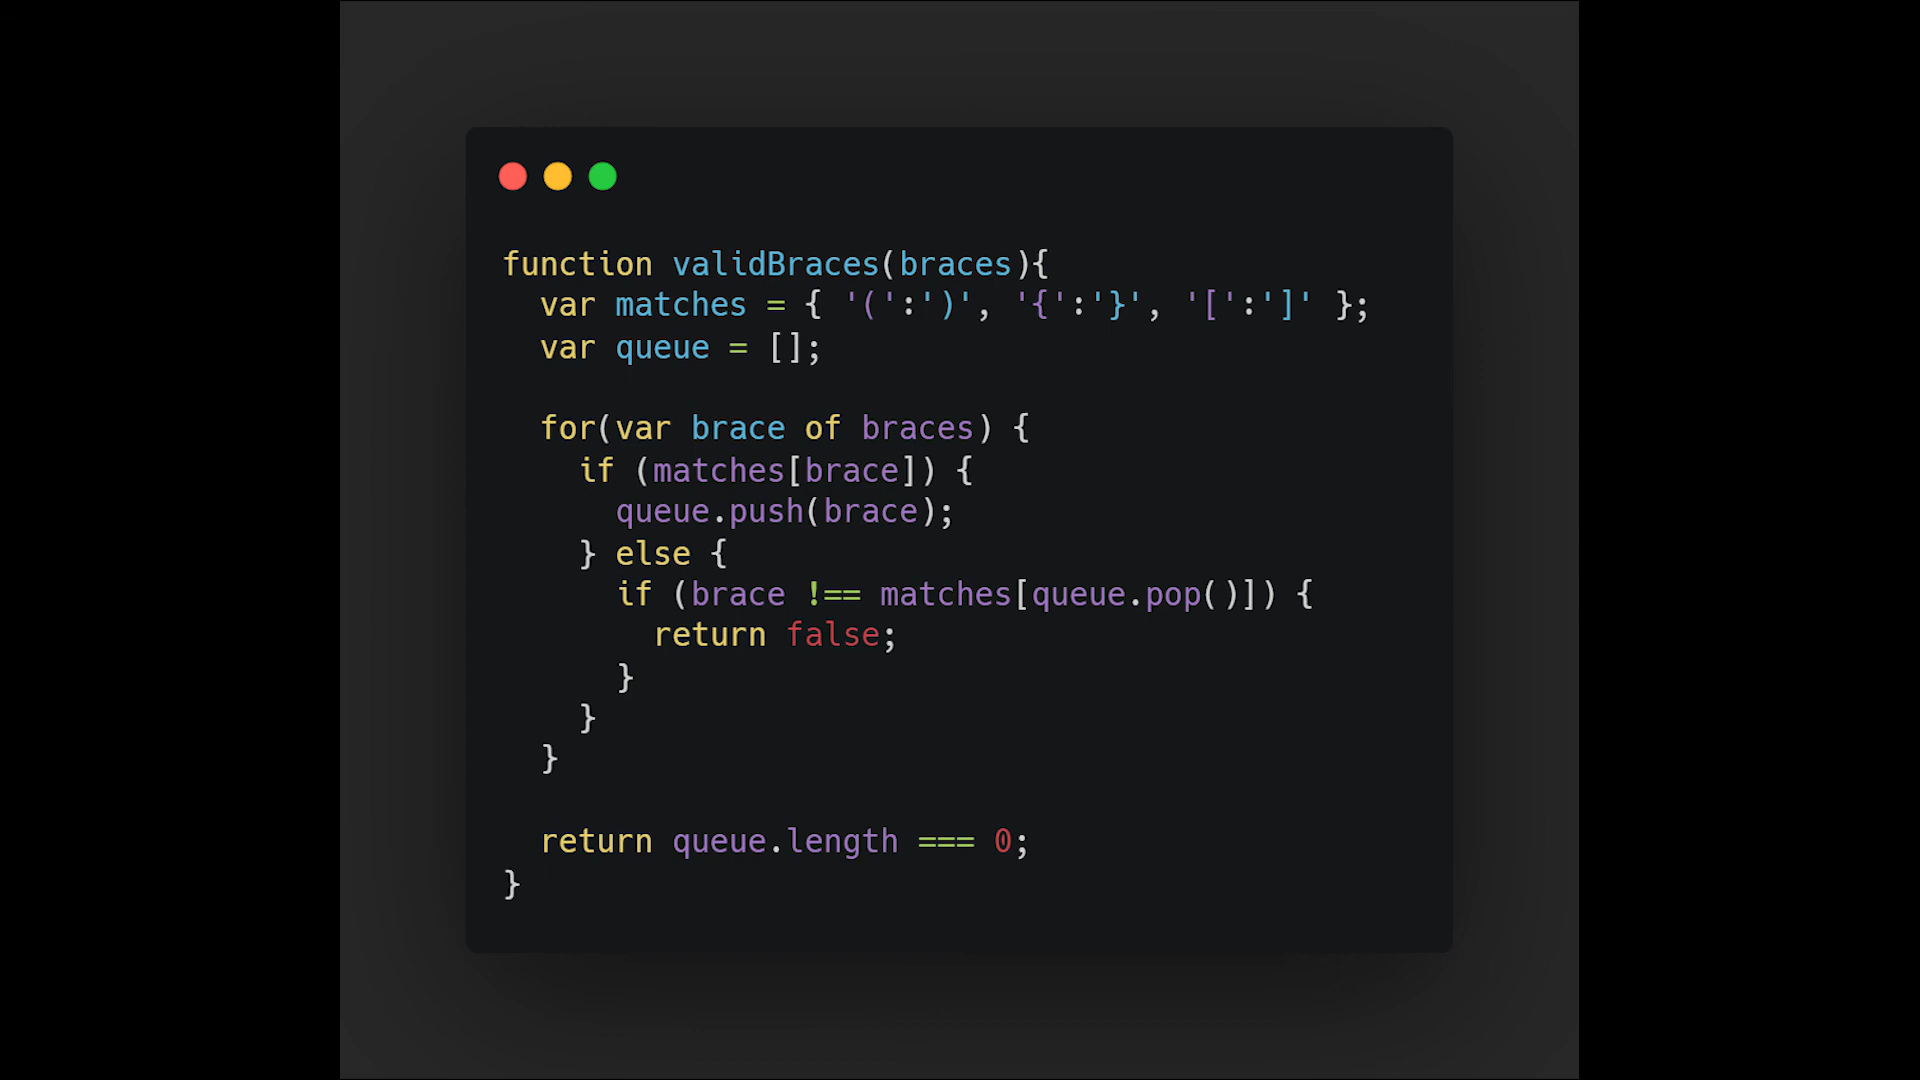 function validBraces(braces){
  var matches = { '(':')', '{':'}', '[':']' };
  var queue = [];

  for(var brace of braces) {
    if (matches[brace]) {
      queue.push(brace);
    } else {
      if (brace !== matches[queue.pop()]) {
        return false;
      }
    }
  }

  return queue.length === 0;
}